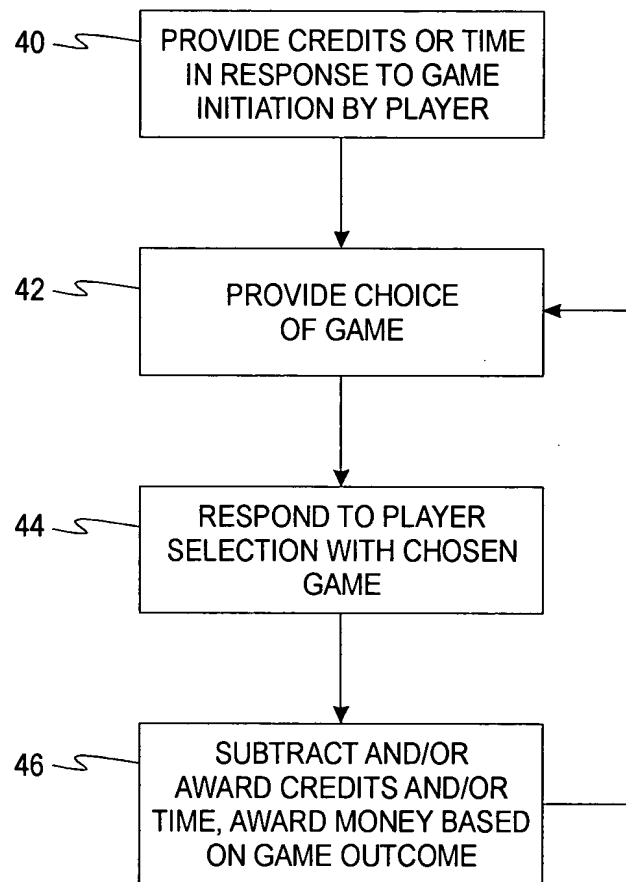 40
PROVIDE CREDITS OR TIME
IN RESPONSE TO GAME
INITIATION BY PLAYER
42
PROVIDE CHOICE
OF GAME
44
RESPOND TO PLAYER
SELECTION WITH CHOSEN
GAME
46
SUBTRACT AND/OR
AWARD CREDITS AND/OR
TIME, AWARD MONEY BASED
ON GAME OUTCOME